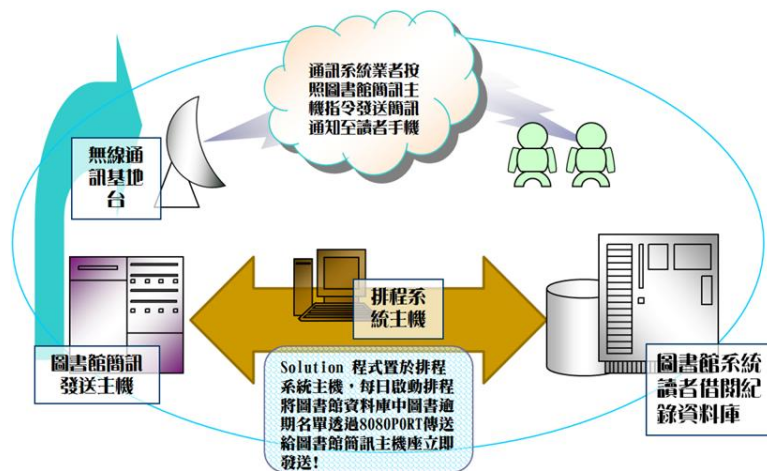 通訊系統業者按
照圖書館簡訊主
機指令發送簡訊
通知至讀者手機
無線通
訊基地
台
排程系
統主機
圖書館簡訊
發送主機
Solution 程式置於排程
系統主機，每日啟動排程
將圖書館資料庫中圖書逾
期名單透過8080PORT傳送
給圖書館簡訊主機座立即
發送!
圖書館系統
讀者借閱紀
錄資料庫